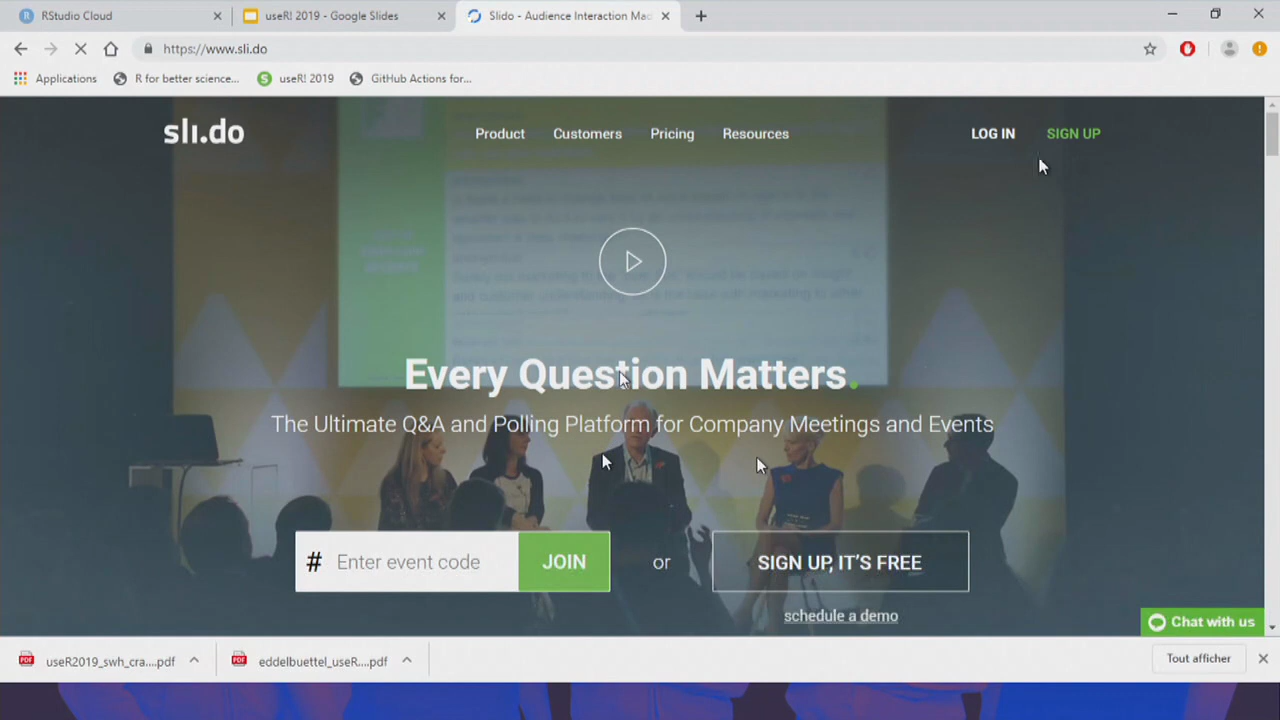 RStudio Cloud
useR! 2019 - Google Slides
Slido - Audience Interaction Mad
https://www.sli.do
Applications
R for better science...
useR! 2019
GitHub Actions for...
sli.do
Product
Customers
Pricing
Resources
LOG IN
SIGN UP
Every Question Matters.
The Ultimate Q&A and Polling Platform for Company Meetings and Events
# Enter event code
JOIN
or
SIGN UP, IT'S FREE
schedule a demo
Chat with us
useR2019_swh_cra....pdf
eddelbuettel_useR....pdf
Tout afficher